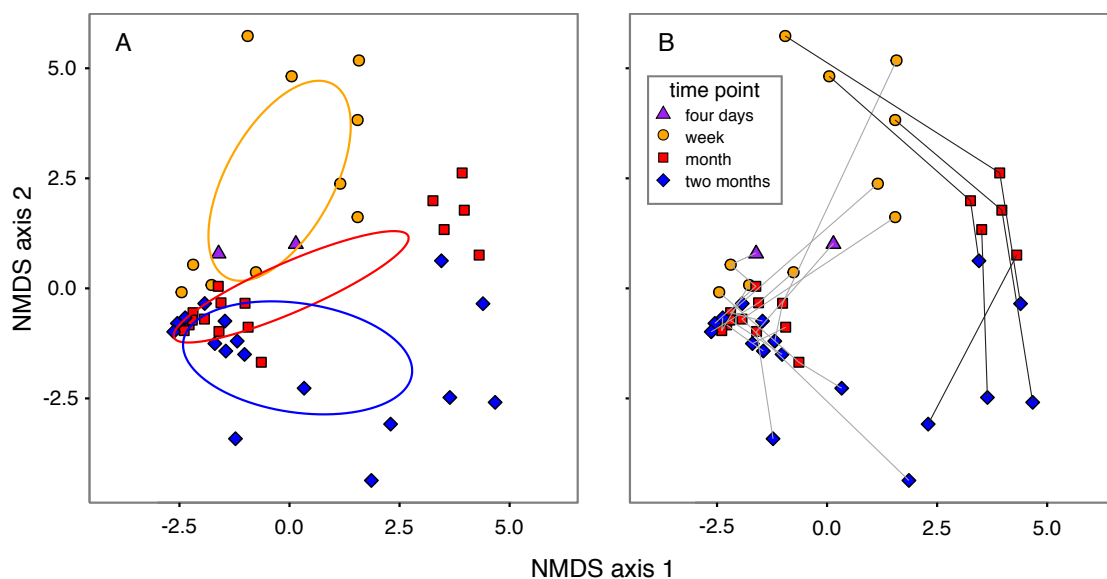 A
B
5.0
2.5
0.0
-2.5
NMDS axis 2
time point
four days
week
month
two months
-2.5
0.0
2.5
5.0
-2.5
0.0
2.5
5.0
NMDS axis 1